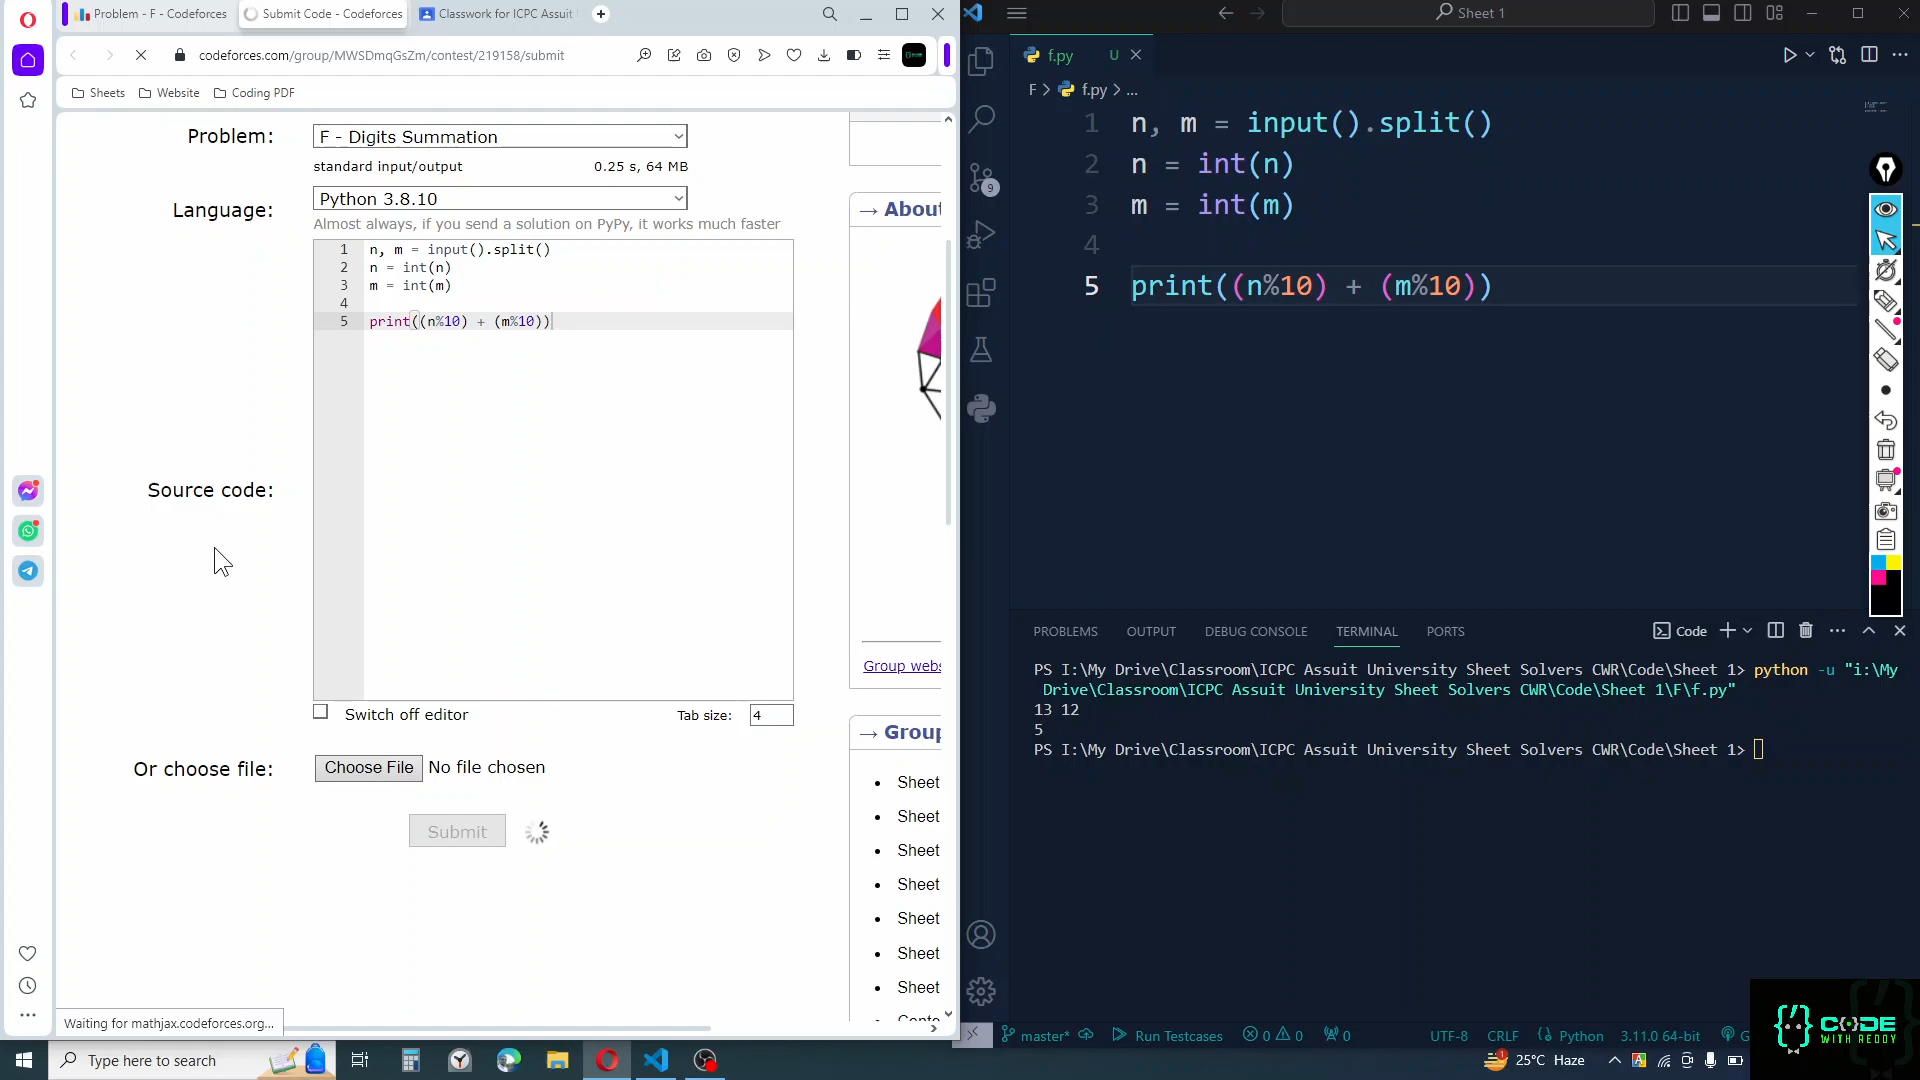 Problem - F - Codeforces
Submit Code - Codeforces
Classwork for ICPC Assuit
codeforces.com/group/MWSDmqGsZm/contest/219158/submit
Sheets
Website
Coding PDF
Problem:
F - Digits Summation
standard input/output
0.25 s, 64 MB
Language:
Python 3.8.10
Almost always, if you send a solution on PyPy, it works much faster
1 n, m = input().split()
2 n = int(n)
3 m = int(m)
4
5 print((n%10) + (m%10))
Source code:
Switch off editor
Tab size:
4
Or choose file:
Choose File
No file chosen
Submit
→ About
Group webs
→ Group
Sheet
Sheet
Sheet
Sheet
Sheet
Sheet
Sheet
Waiting for mathjax.codeforces.org...
Sheet 1
9
f.py
U
F > f.py > ...
1 n, m = input().split()
2 n = int(n)
3 m = int(m)
4
5 print((n%10) + (m%10))
PROBLEMS
OUTPUT
DEBUG CONSOLE
TERMINAL
PORTS
Code
PS I:\My Drive\Classroom\ICPC Assuit University Sheet Solvers CWR\Code\Sheet 1> python -u "i:\My
Drive\Classroom\ICPC Assuit University Sheet Solvers CWR\Code\Sheet 1\F\f.py"
13 12
5
PS I:\My Drive\Classroom\ICPC Assuit University Sheet Solvers CWR\Code\Sheet 1>
master*
Run Testcases
0
0
0
UTF-8
CRLF
Python
3.11.0 64-bit
G
CODE
WITH REDDY
Type here to search
1
25°C Haze
A